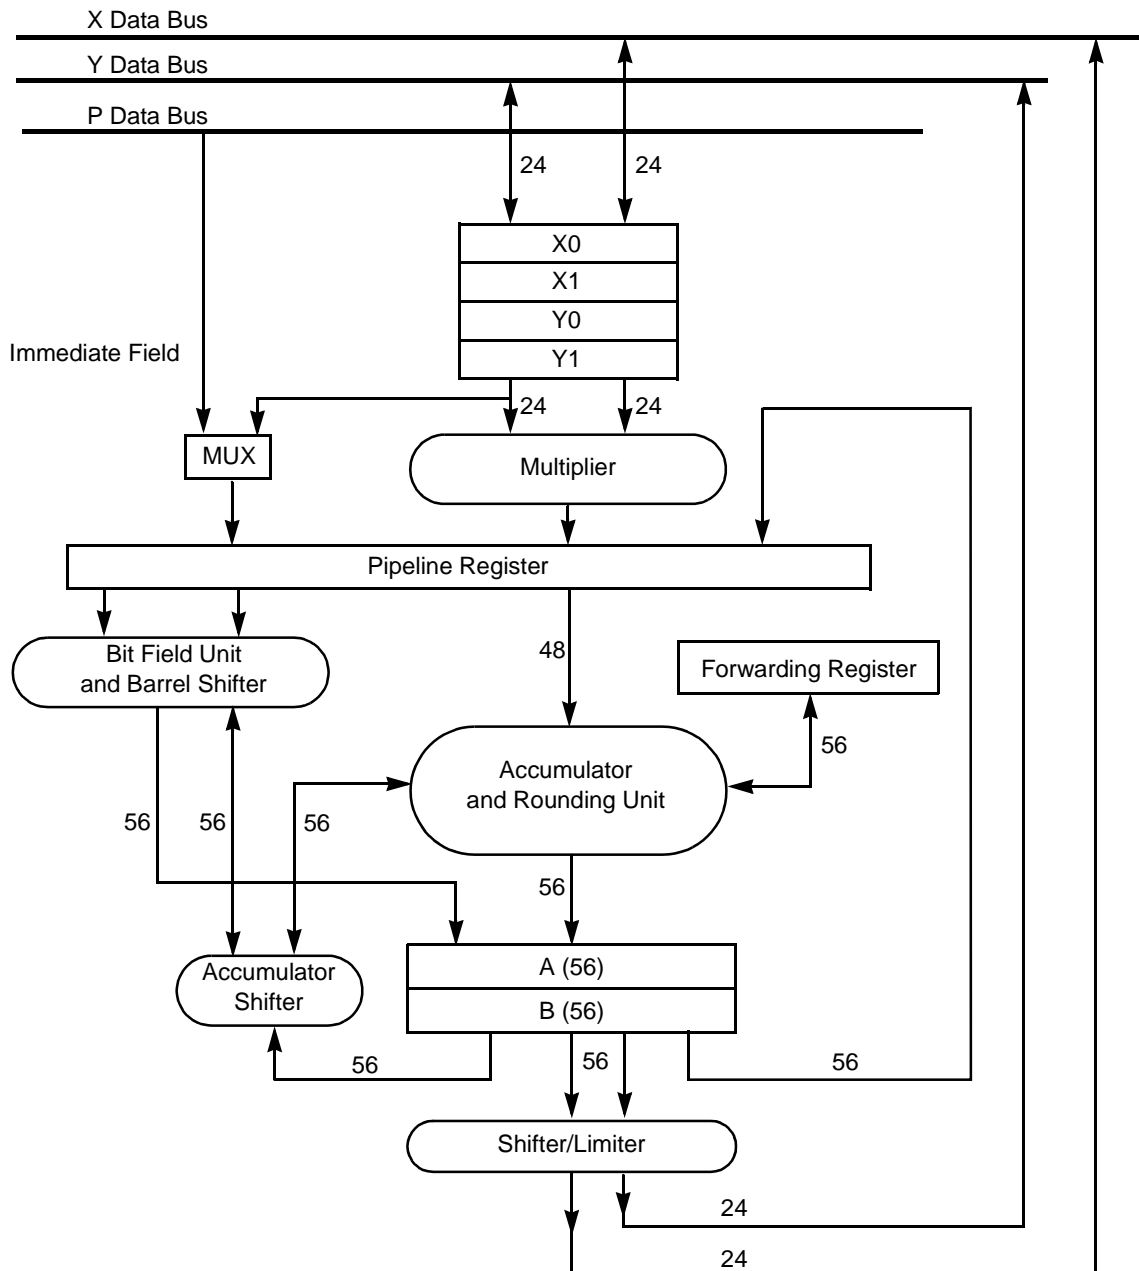 X Data Bus
Y Data Bus
P Data Bus
24
24
X0
X1
Y0
Immediate Field
Y1
24
24
MUX
Multiplier
Pipeline Register
Bit Field Unit
and Barrel Shifter
48
Forwarding Register
56
Accumulator
and Rounding Unit
56
56
56
56
A (56)
Accumulator
Shifter
B (56)
56
56
56
Shifter/Limiter
24
24